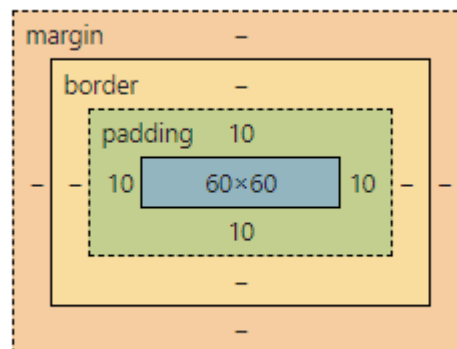 margin –
border –
padding 10
– – 10 60×60 10 – –
10
–
–